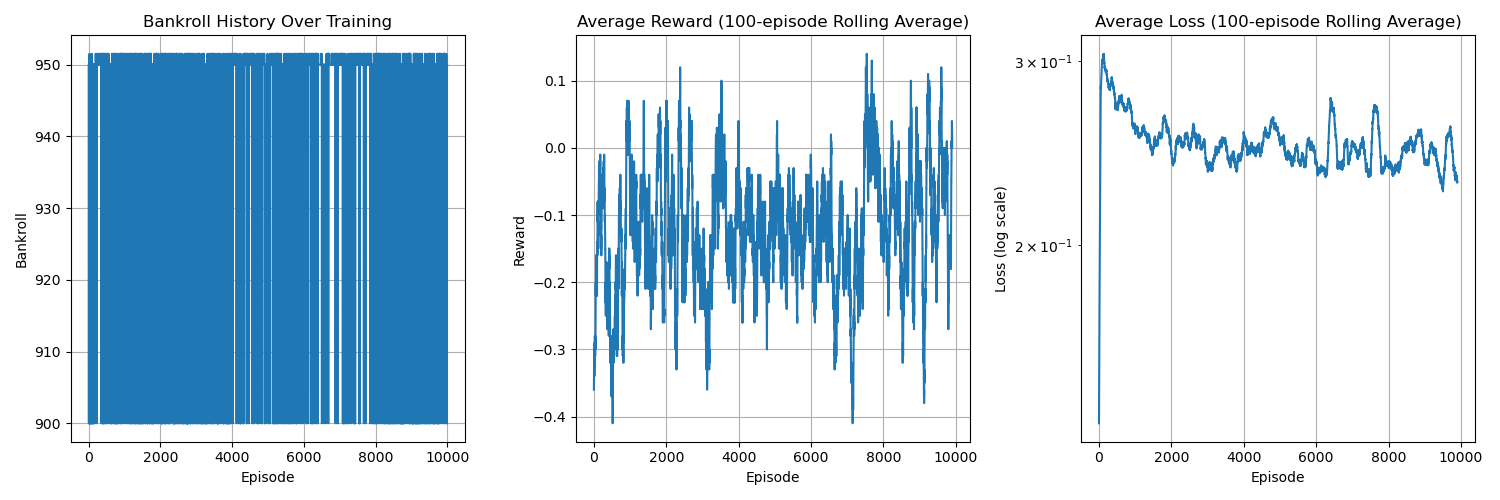 Bankroll History Over Training
Bankroll
950
940
930
920
910
900
0
2000
4000
6000
8000
10000
Episode
Average Reward (100-episode Rolling Average)
Reward
0.1
0.0
−0.1
−0.2
−0.3
−0.4
0
2000
4000
6000
8000
10000
Episode
Average Loss (100-episode Rolling Average)
Loss (log scale)
3 × 10⁻¹
2 × 10⁻¹
0
2000
4000
6000
8000
10000
Episode